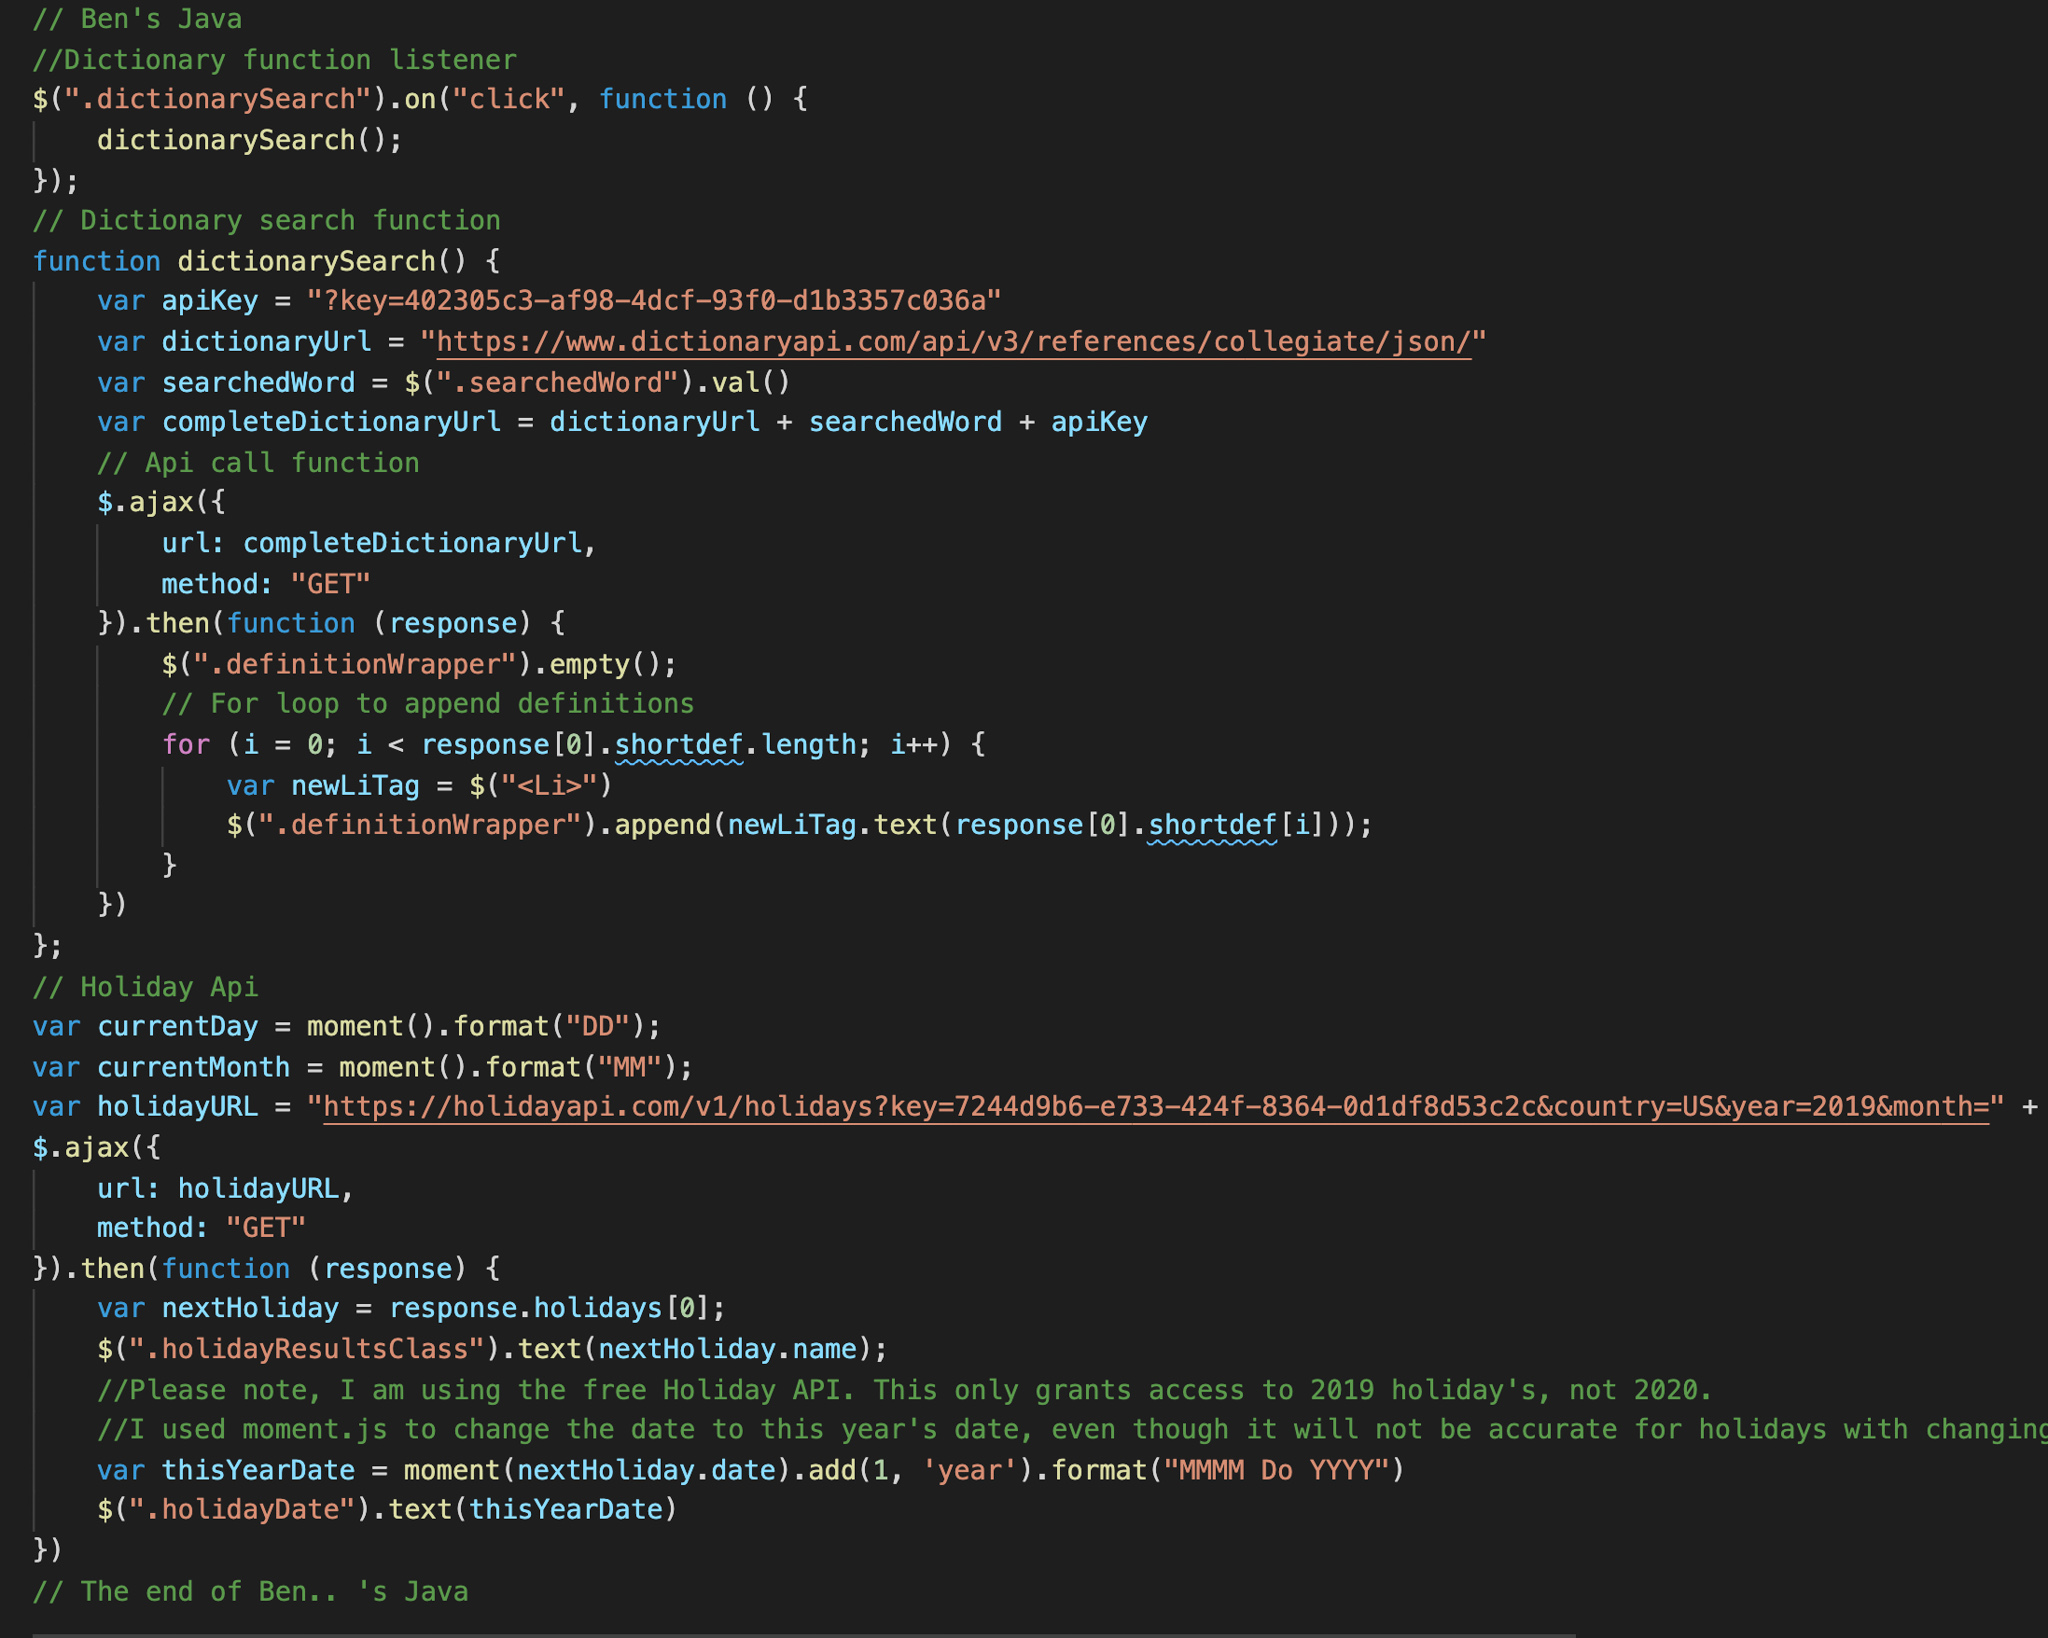 // Ben's Java
//Dictionary function listener
$(".dictionarySearch").on("click", function () {
    dictionarySearch();
});
// Dictionary search function
function dictionarySearch() {
    var apiKey = "?key=402305c3-af98-4dcf-93f0-d1b3357c036a"
    var dictionaryUrl = "https://www.dictionaryapi.com/api/v3/references/collegiate/json/"
    var searchedWord = $(".searchedWord").val()
    var completeDictionaryUrl = dictionaryUrl + searchedWord + apiKey
    // Api call function
    $.ajax({
        url: completeDictionaryUrl,
        method: "GET"
    }).then(function (response) {
        $(".definitionWrapper").empty();
        // For loop to append definitions
        for (i = 0; i < response[0].shortdef.length; i++) {
            var newLiTag = $("<Li>")
            $(".definitionWrapper").append(newLiTag.text(response[0].shortdef[i]));
        }
    })
};
// Holiday Api
var currentDay = moment().format("DD");
var currentMonth = moment().format("MM");
var holidayURL = "https://holidayapi.com/v1/holidays?key=7244d9b6-e733-424f-8364-0d1df8d53c2c&country=US&year=2019&month=" +
$.ajax({
    url: holidayURL,
    method: "GET"
}).then(function (response) {
    var nextHoliday = response.holidays[0];
    $(".holidayResultsClass").text(nextHoliday.name);
    //Please note, I am using the free Holiday API. This only grants access to 2019 holiday's, not 2020.
    //I used moment.js to change the date to this year's date, even though it will not be accurate for holidays with changing
    var thisYearDate = moment(nextHoliday.date).add(1, 'year').format("MMMM Do YYYY")
    $(".holidayDate").text(thisYearDate)
})
// The end of Ben.. 's Java